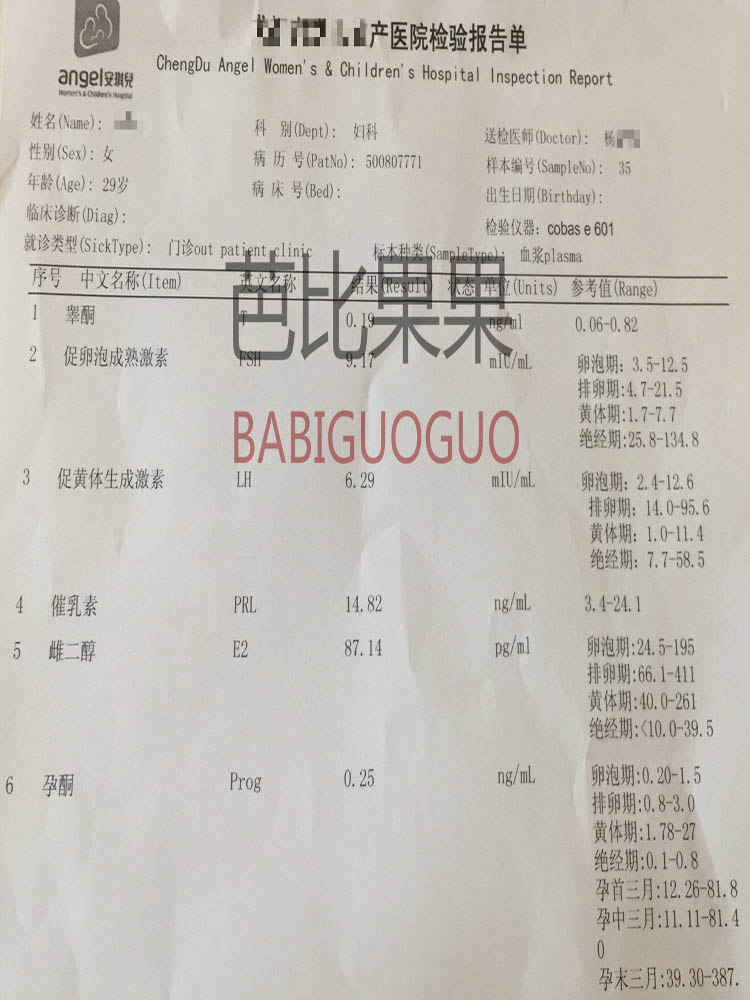 产医院检验报告单
angel安琪兒
Women's & Children's Hospital
ChengDu Angel Women's & Children's Hospital Inspection Report
姓名(Name):
科 别(Dept): 妇科
送检医师(Doctor): 杨
性别(Sex): 女
病 历 号(PatNo): 500807771
样本编号(SampleNo): 35
年龄(Age): 29岁
病 床 号(Bed):
出生日期(Birthday):
临床诊断(Diag):
检验仪器: cobas e 601
就诊类型(SickType): 门诊out patient clinic 标本种类(SampleType): 血浆plasma
序号 中文名称(Item) 英文名称 结果(Result) 状态 单位(Units) 参考值(Range)
1 睾酮 T 0.19 ng/ml 0.06-0.82
2 促卵泡成熟激素 FSH 9.17 mIU/mL 卵泡期: 3.5-12.5
排卵期:4.7-21.5
黄体期:1.7-7.7
绝经期:25.8-134.8
芭比果果
BABIGUOGUO
3 促黄体生成激素 LH 6.29 mIU/mL 卵泡期: 2.4-12.6
排卵期: 14.0-95.6
黄体期: 1.0-11.4
绝经期: 7.7-58.5
4 催乳素 PRL 14.82 ng/mL 3.4-24.1
5 雌二醇 E2 87.14 pg/ml 卵泡期:24.5-195
排卵期:66.1-411
黄体期:40.0-261
绝经期:<10.0-39.5
6 孕酮 Prog 0.25 ng/mL 卵泡期:0.20-1.5
排卵期:0.8-3.0
黄体期:1.78-27
绝经期:0.1-0.8
孕首三月:12.26-81.8
孕中三月:11.11-81.4
0
孕末三月:39.30-387.